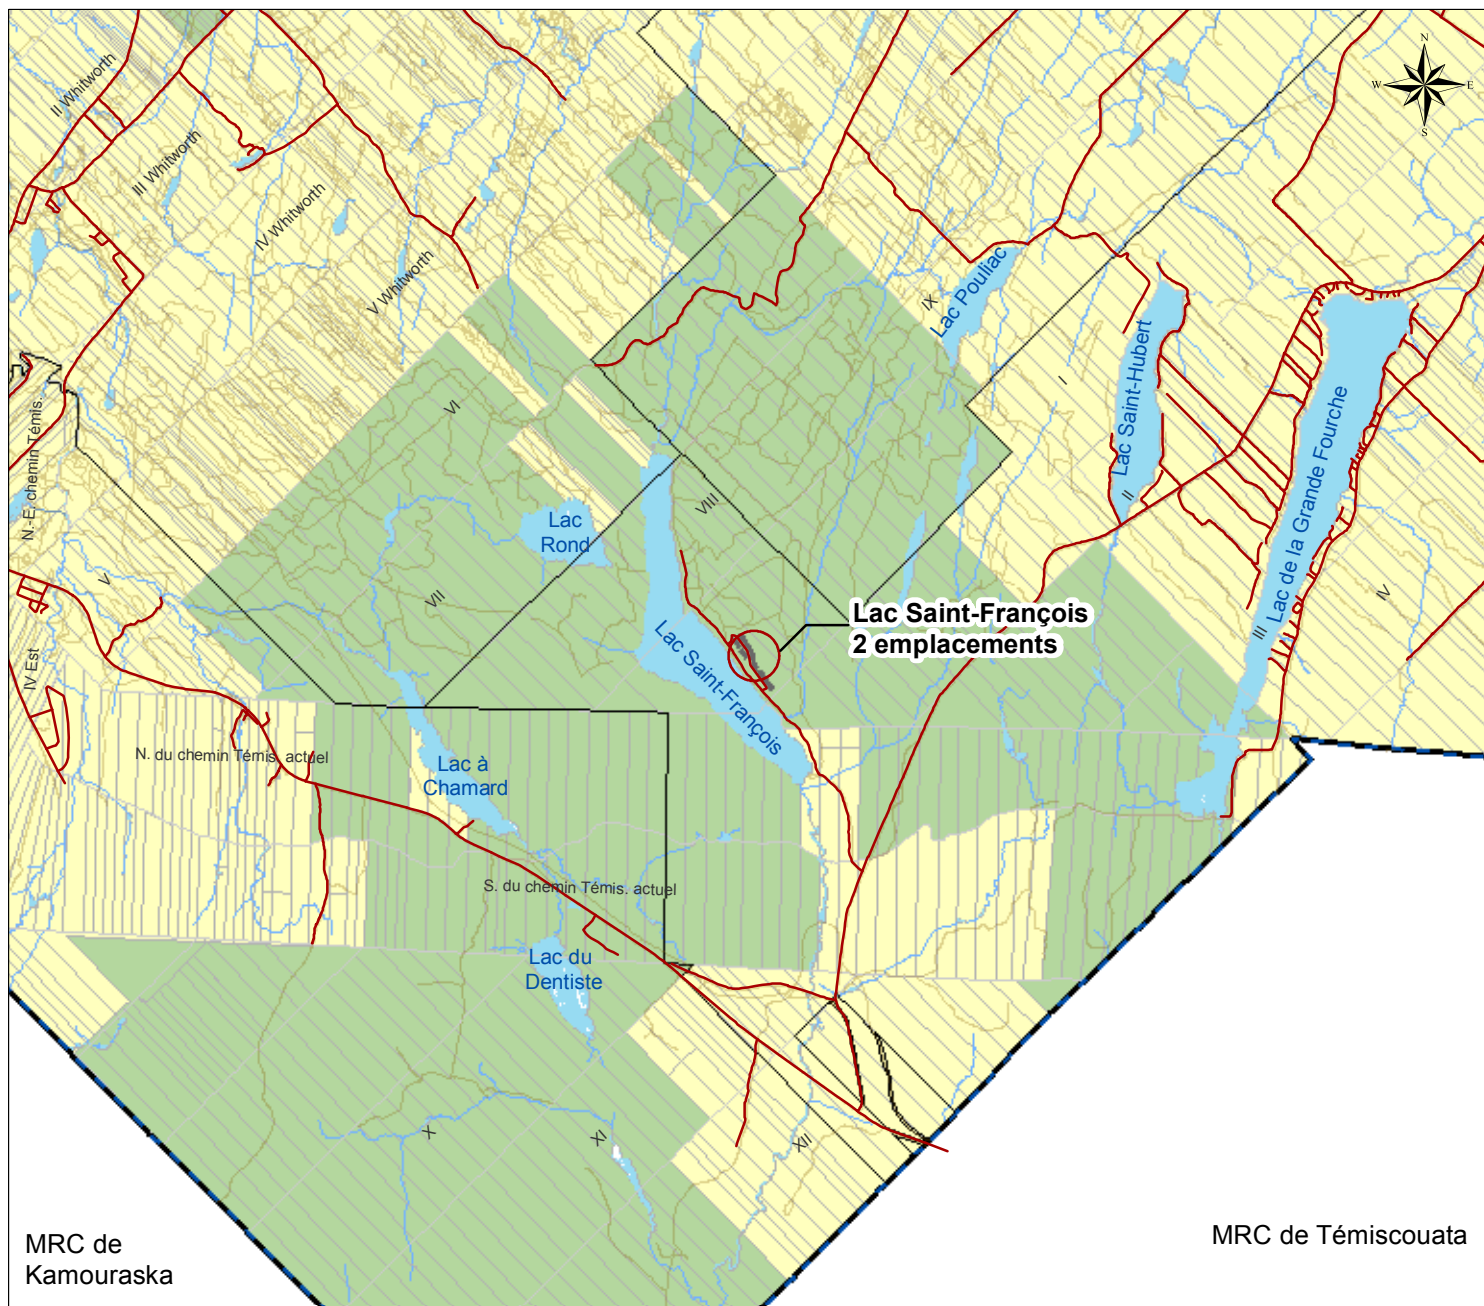 N
W E
S
II Whitworth
III Whitworth
IV Whitworth
V Whitworth
VI
VII
VIII
IX
Lac Pouliac
I
Lac Saint-Hubert
II
Lac de la Grande Fourche
III
IV
N.-E. chemin Témis.
V
IV Est
Lac
Rond
Lac Saint-François
Lac Saint-François
2 emplacements
N. du chemin Témis. actuel
Lac à
Chamard
S. du chemin Témis. actuel
Lac du
Dentiste
X
XI
XII
MRC de
Kamouraska
MRC de Témiscouata